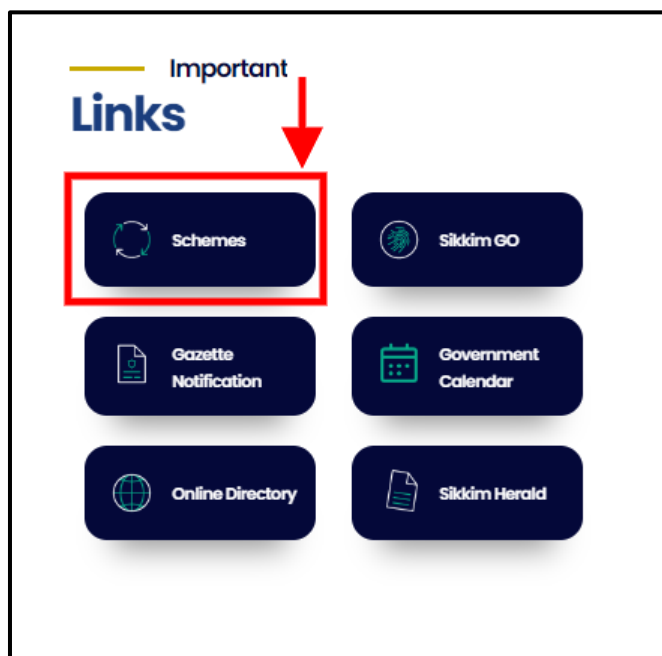 Important
Links
Schemes
Sikkim GO
Gazette
Notification
Government
Calendar
Online Directory
Sikkim Herald